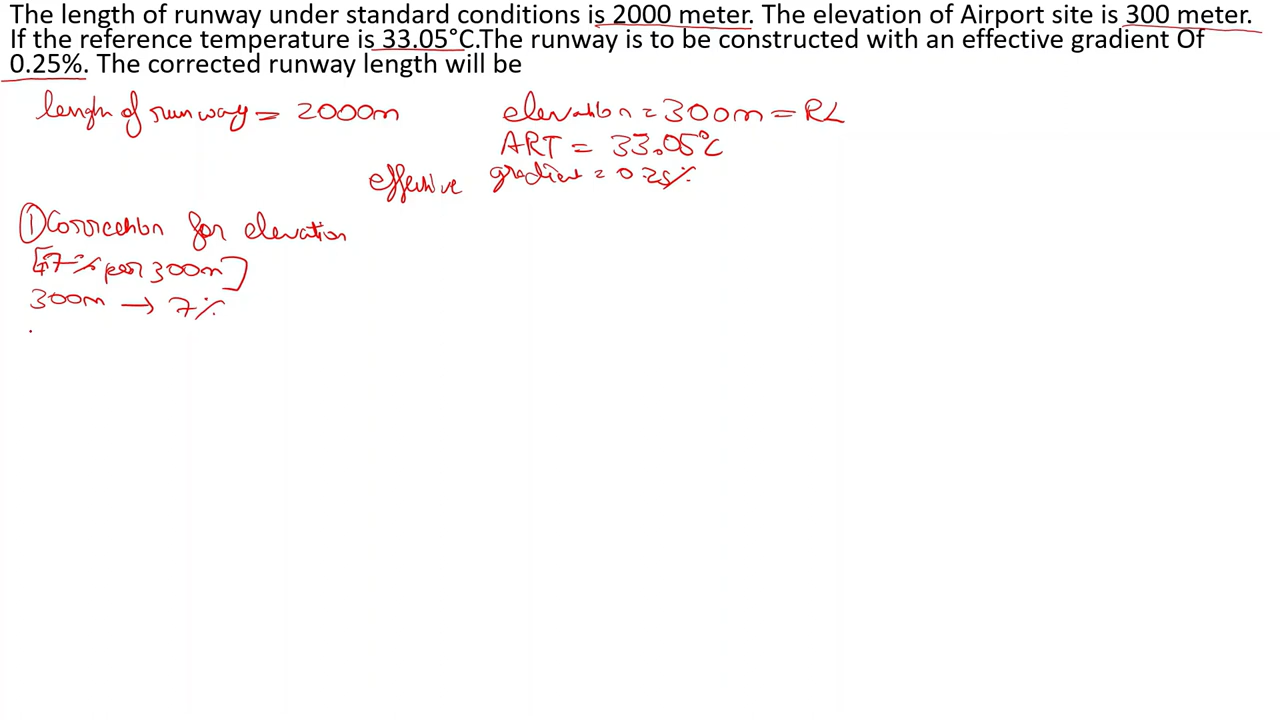 The length of runway under standard conditions is 2000 meter. The elevation of Airport site is 300 meter.
If the reference temperature is 33.05°C.The runway is to be constructed with an effective gradient Of
0.25%. The corrected runway length will be
length of runway = 2000m
elevation = 300m = RL
ART = 33.05°C
effective gradient = 0.25%
① Correction for elevation
[+7% per 300m]
300m → 7%